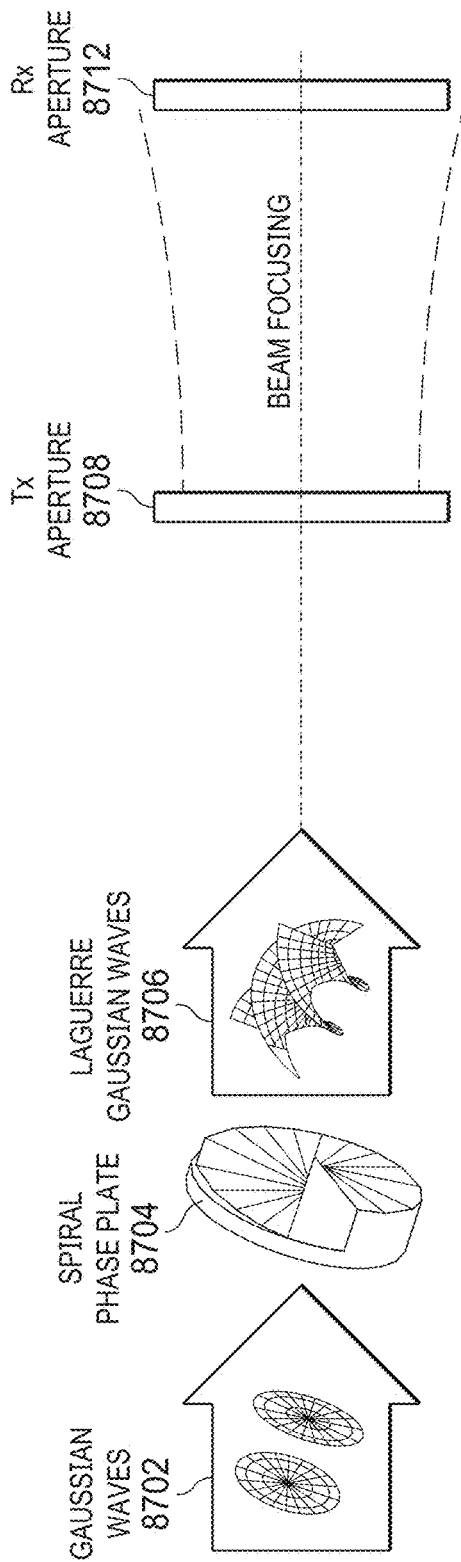 GAUSSIAN
WAVES
8702
SPIRAL
PHASE PLATE
8704
LAGUERRE
GAUSSIAN WAVES
8706
Tx
APERTURE
8708
BEAM FOCUSING
Rx
APERTURE
8712